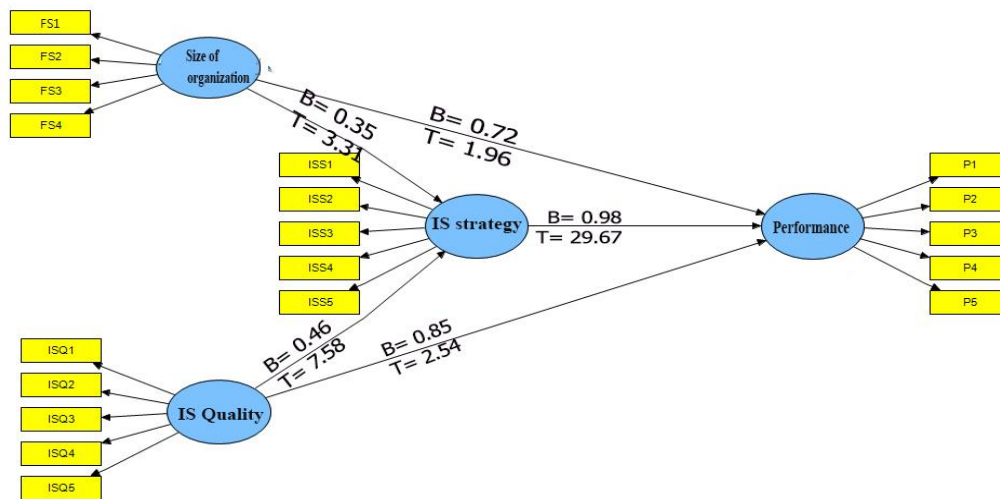 FS1
FS2
FS3
FS4
Size of
organization
B= 0.35
T= 3.31
B= 0.72
T= 1.96
ISS1
ISS2
ISS3
ISS4
ISS5
IS strategy
B= 0.98
T= 29.67
Performance
P1
P2
P3
P4
P5
B= 0.46
T= 7.58
B= 0.85
T= 2.54
ISQ1
ISQ2
ISQ3
ISQ4
ISQ5
IS Quality